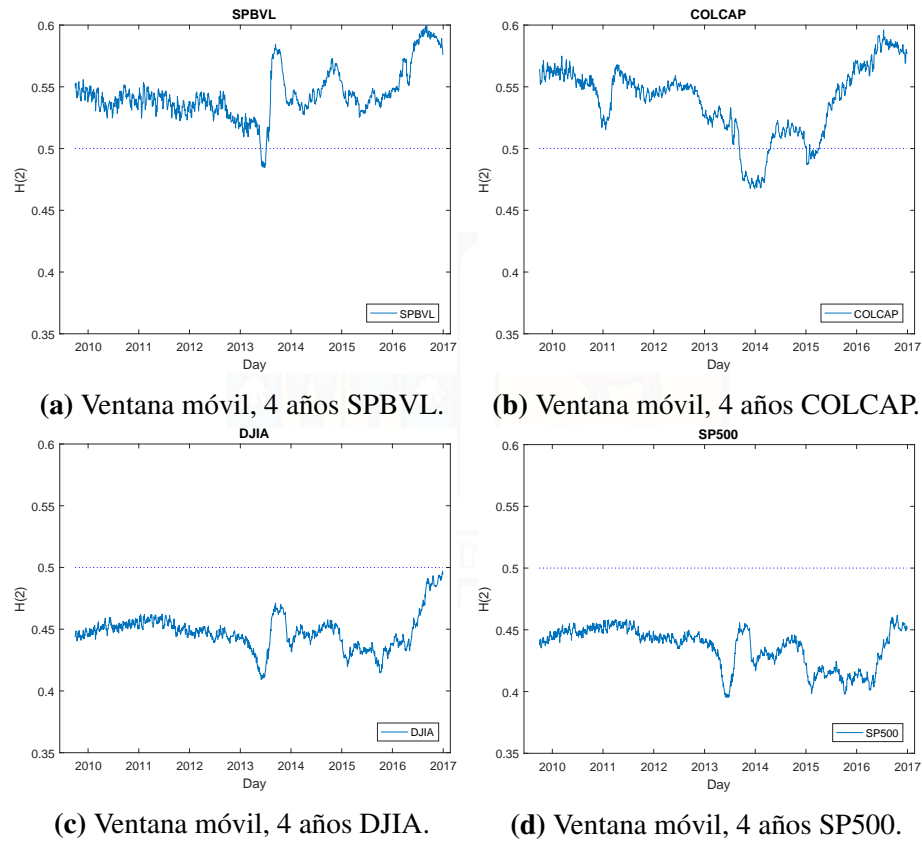 SPBVL
0.6
0.55
0.5
0.45
0.4
0.35
H(2)
2010 2011 2012 2013 2014 2015 2016 2017
Day
SPBVL
(a) Ventana móvil, 4 años SPBVL.
COLCAP
0.6
0.55
0.5
0.45
0.4
0.35
H(2)
2010 2011 2012 2013 2014 2015 2016 2017
Day
COLCAP
(b) Ventana móvil, 4 años COLCAP.
DJIA
0.6
0.55
0.5
0.45
0.4
0.35
H(2)
2010 2011 2012 2013 2014 2015 2016 2017
Day
DJIA
(c) Ventana móvil, 4 años DJIA.
SP500
0.6
0.55
0.5
0.45
0.4
0.35
H(2)
2010 2011 2012 2013 2014 2015 2016 2017
Day
SP500
(d) Ventana móvil, 4 años SP500.